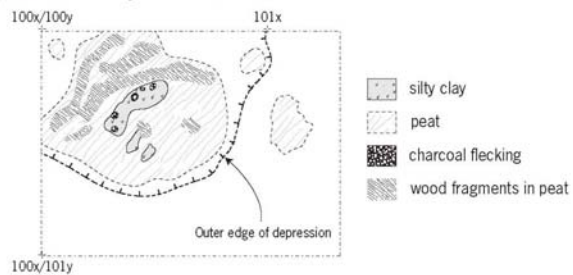 100x/100y
101x
silty clay
peat
charcoal flecking
wood fragments in peat
Outer edge of depression
100x/101y